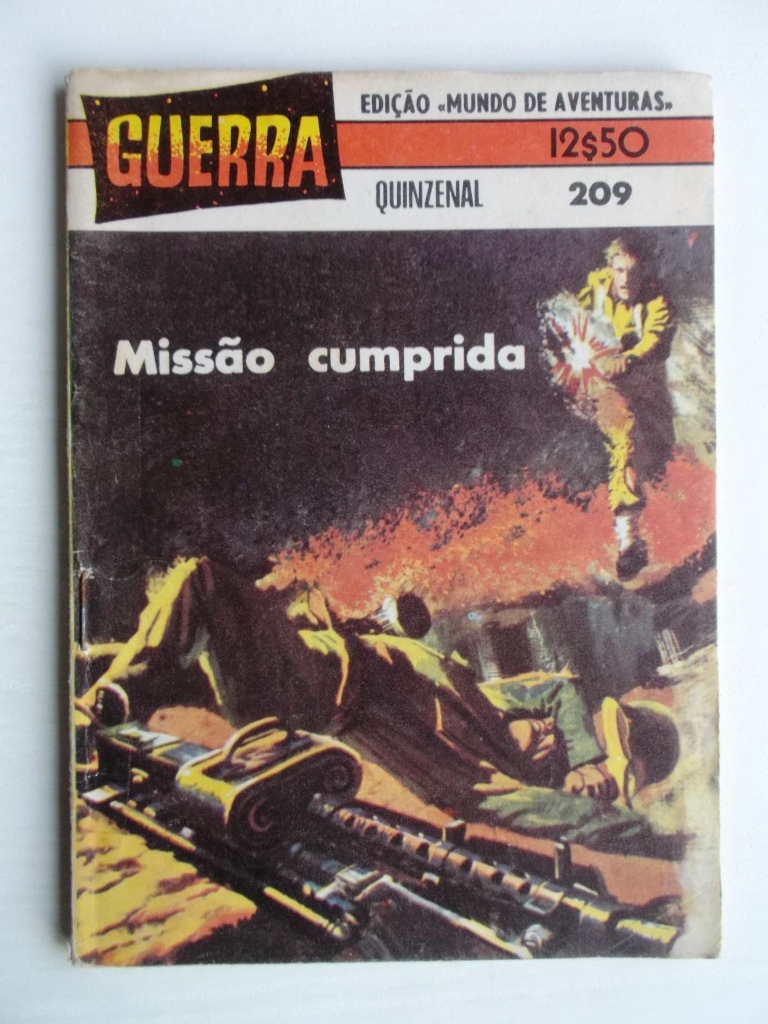 GUERRA
EDIÇÃO «MUNDO DE AVENTURAS»
12$50
QUINZENAL 209
Missão cumprida